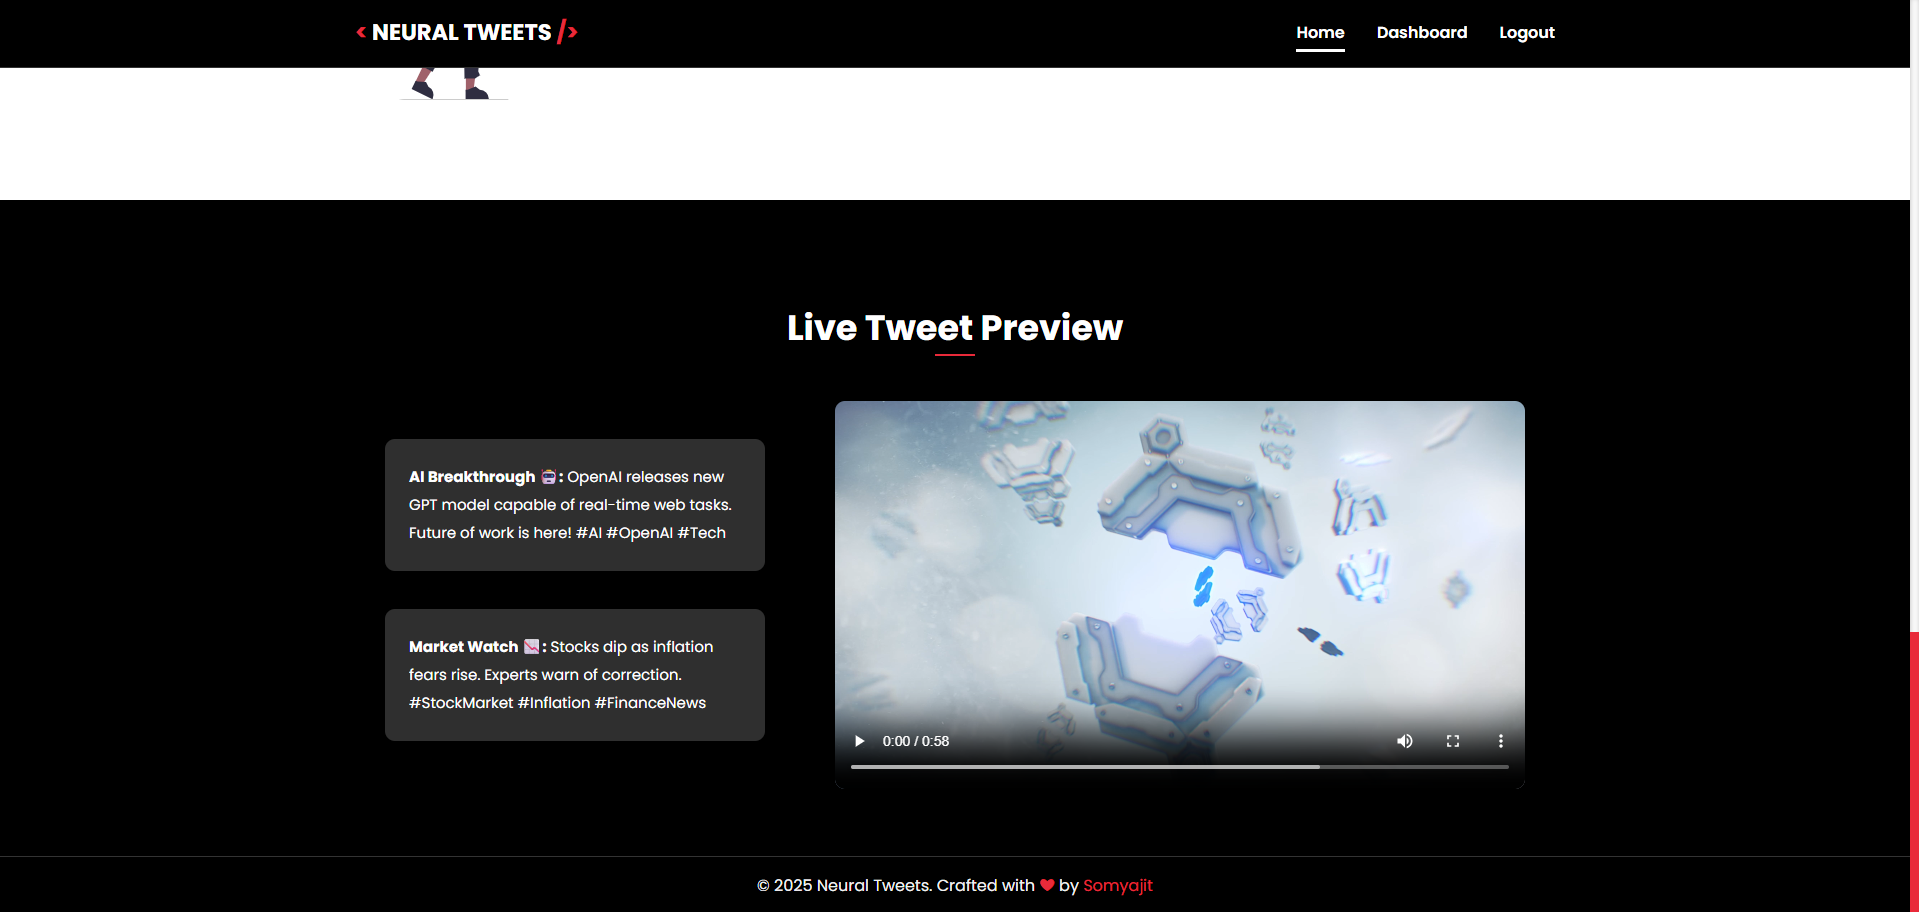 < NEURAL TWEETS />
Home Dashboard Logout
Live Tweet Preview
AI Breakthrough 🤖: OpenAI releases new
GPT model capable of real-time web tasks.
Future of work is here! #AI #OpenAI #Tech
Market Watch 📉: Stocks dip as inflation
fears rise. Experts warn of correction.
#StockMarket #Inflation #FinanceNews
0:00 / 0:58
© 2025 Neural Tweets. Crafted with ❤ by Somyajit